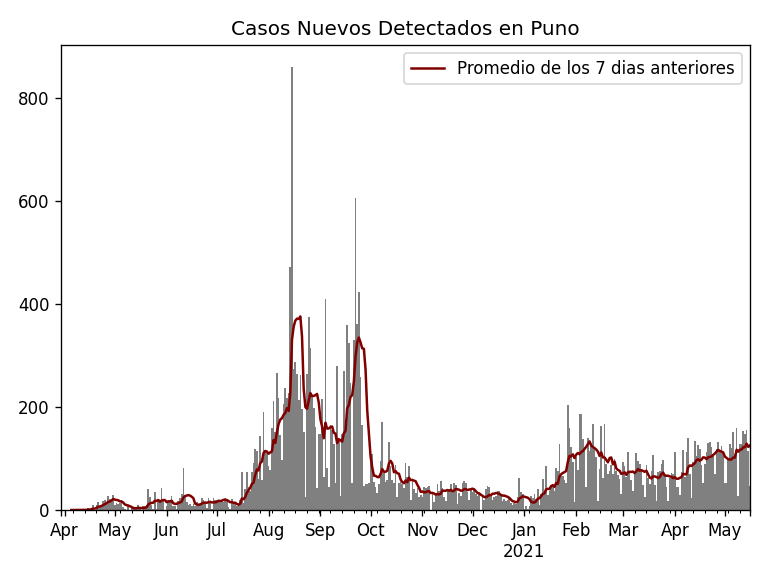 Casos Nuevos Detectados en Puno
Promedio de los 7 dias anteriores
800
600
400
200
0
Apr May Jun Jul Aug Sep Oct Nov Dec Jan Feb Mar Apr May
2021